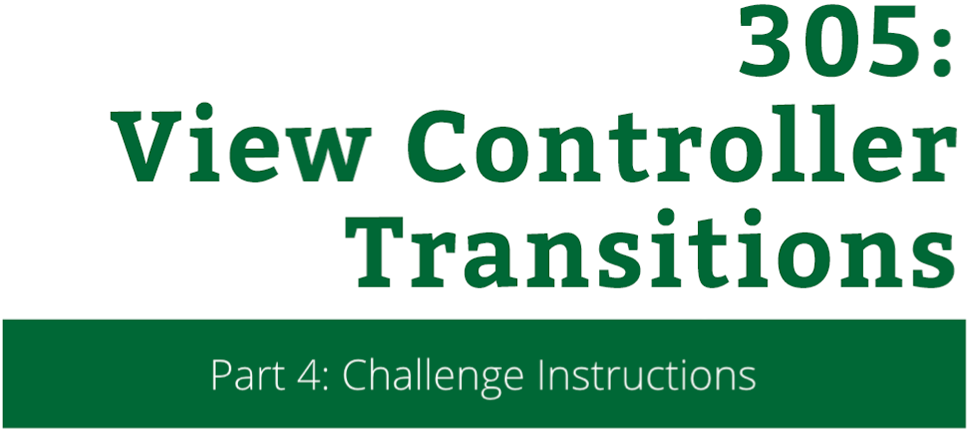 305:
View Controller
Transitions
Part 4: Challenge Instructions